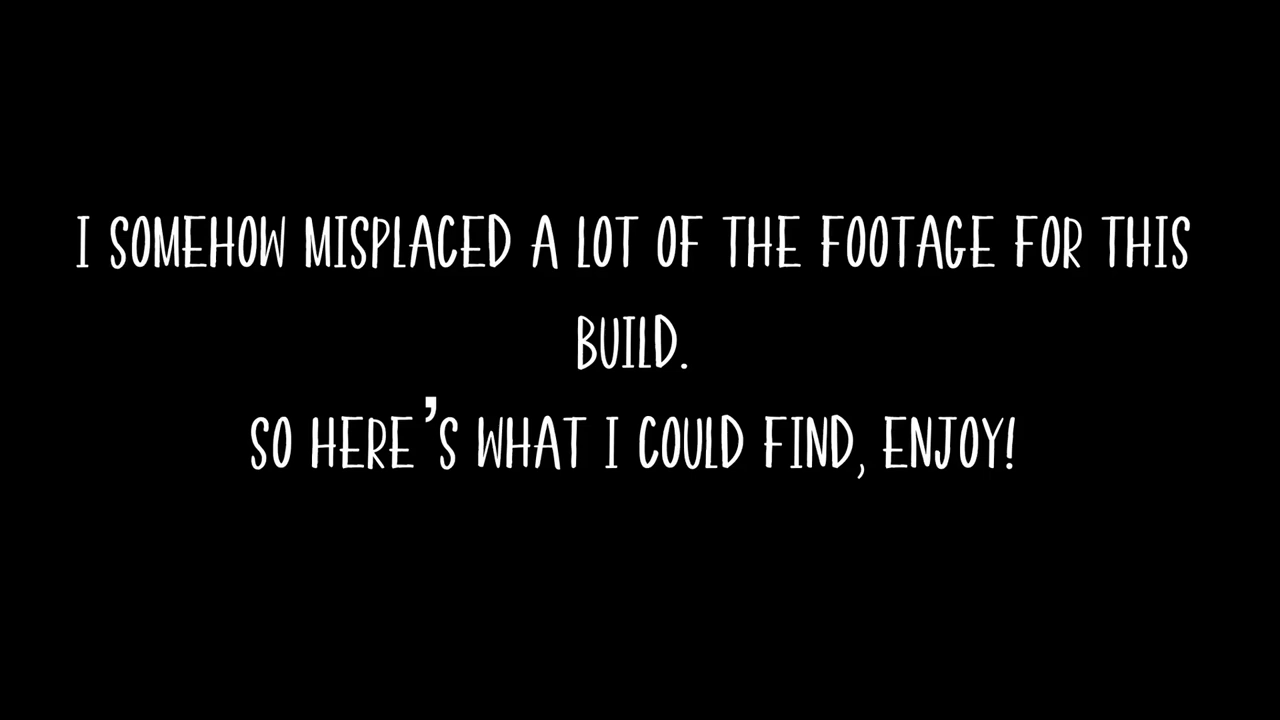 I SOMEHOW MISPLACED A LOT OF THE FOOTAGE FOR THIS
BUILD.
SO HERE'S WHAT I COULD FIND, ENJOY!